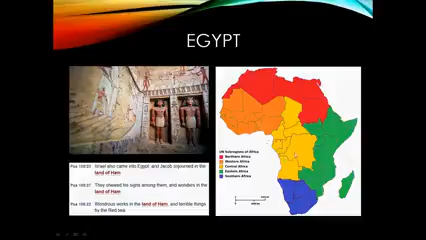 EGYPT
Psa 105:23 Israel also came into Egypt and Jacob sojourned in the
land of Ham
Psa 105:27 They shewed his signs among them, and wonders in the
land of Ham
Psa 106:22 Wondrous works in the land of Ham, and terrible things
by the Red sea
UN Subregions of Africa
Northern Africa
Western Africa
Central Africa
Eastern Africa
Southern Africa